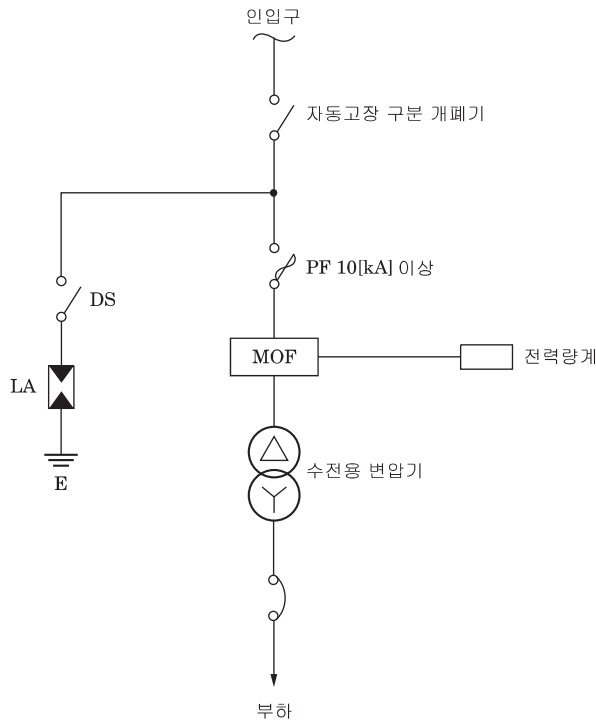 인입구
자동고장 구분 개폐기
PF 10[kA] 이상
DS
MOF
전력량계
LA
수전용 변압기
E
부하